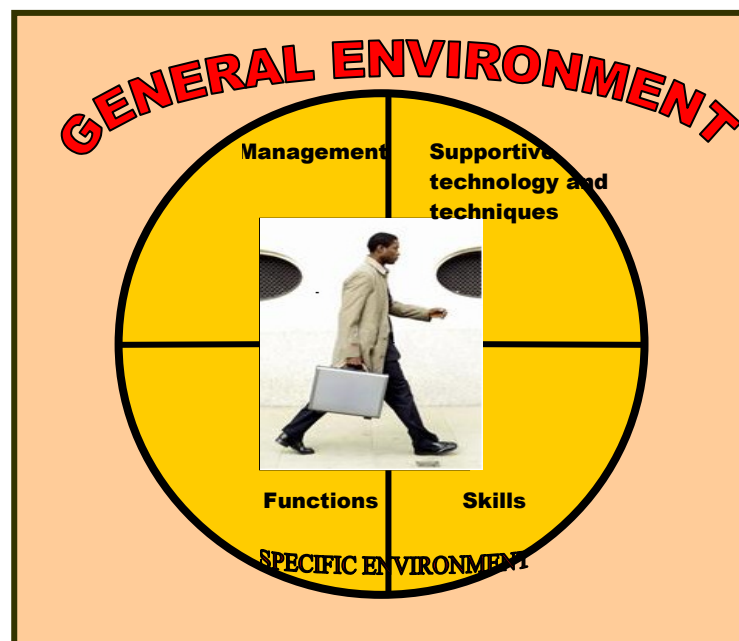 GENERAL ENVIRONMENT
Management
Supportive
technology and
techniques
Functions
Skills
SPECIFIC ENVIRONMENT